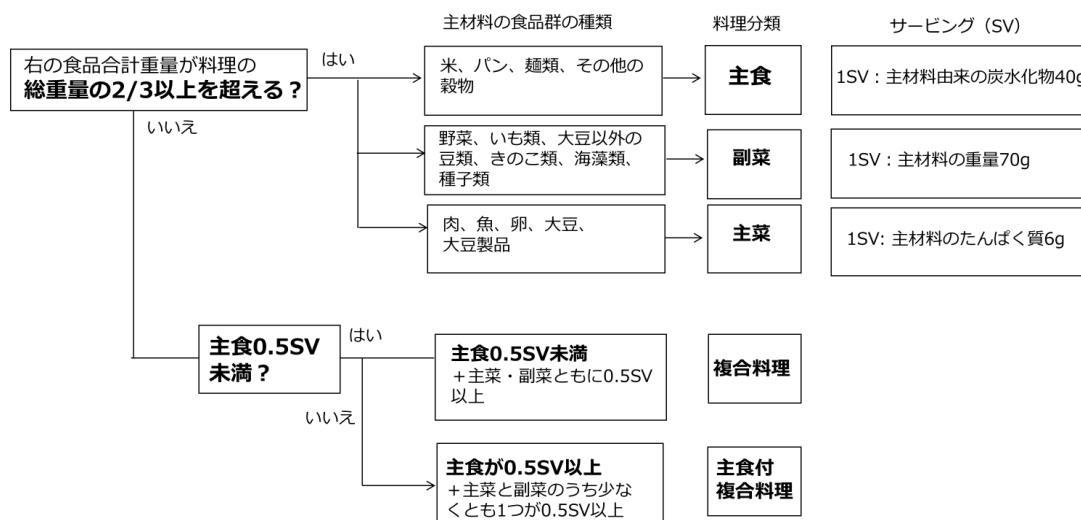 主材料の食品群の種類
料理分類
サービング（SV）
右の食品合計重量が料理の
総重量の2/3以上を超える？
はい
いいえ
米、パン、麺類、その他の
穀物
主食
1SV：主材料由来の炭水化物40g
野菜、いも類、大豆以外の
豆類、きのこ類、海藻類、
種子類
副菜
1SV：主材料の重量70g
肉、魚、卵、大豆、
大豆製品
主菜
1SV: 主材料のたんぱく質6g
主食0.5SV
未満？
はい
いいえ
主食0.5SV未満
＋主菜・副菜ともに0.5SV
以上
複合料理
主食が0.5SV以上
＋主菜と副菜のうち少な
くとも1つが0.5SV以上
主食付
複合料理